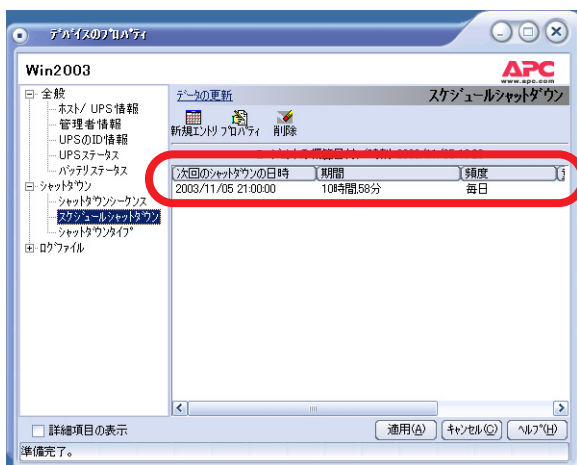 デバイスのプロパティ
Win2003
APC
www.apc.com
全般
ホスト/ UPS情報
管理者情報
UPSのID情報
UPSステータス
バッテリステータス
シャットダウン
シャットダウンシーケンス
スケジュールシャットダウン
シャットダウンタイプ
ログファイル
データの更新
スケジュールシャットダウン
新規エントリ プロパティ 削除
次回のシャットダウンの日時 期間 頻度
2003/11/05 21:00:00 10時間,58分 毎日
詳細項目の表示
適用(A) キャンセル(C) ヘルプ(H)
準備完了。